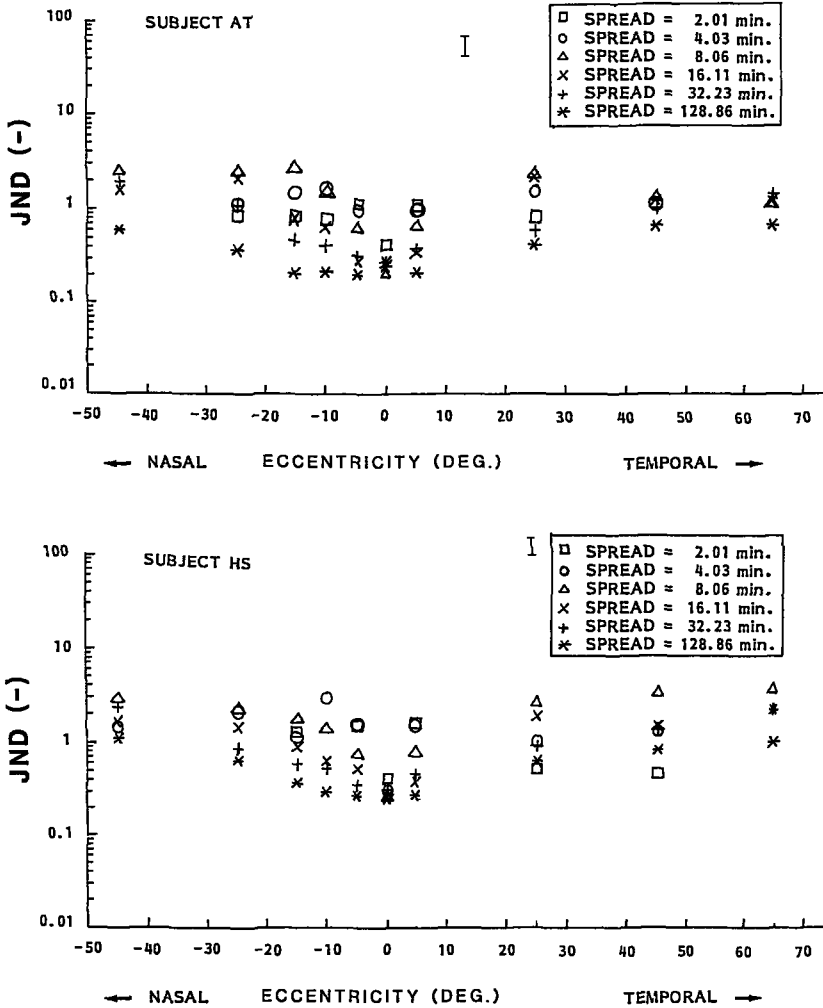 SUBJECT AT
SPREAD = 2.01 min.
SPREAD = 4.03 min.
SPREAD = 8.06 min.
SPREAD = 16.11 min.
SPREAD = 32.23 min.
SPREAD = 128.86 min.
JND (-)
100
10
1
0.1
0.01
-50 -40 -30 -20 -10 0 10 20 30 40 50 60 70
← NASAL ECCENTRICITY (DEG.) TEMPORAL →
SUBJECT HS
SPREAD = 2.01 min.
SPREAD = 4.03 min.
SPREAD = 8.06 min.
SPREAD = 16.11 min.
SPREAD = 32.23 min.
SPREAD = 128.86 min.
JND (-)
100
10
1
0.1
0.01
-50 -40 -30 -20 -10 0 10 20 30 40 50 60 70
← NASAL ECCENTRICITY (DEG.) TEMPORAL →